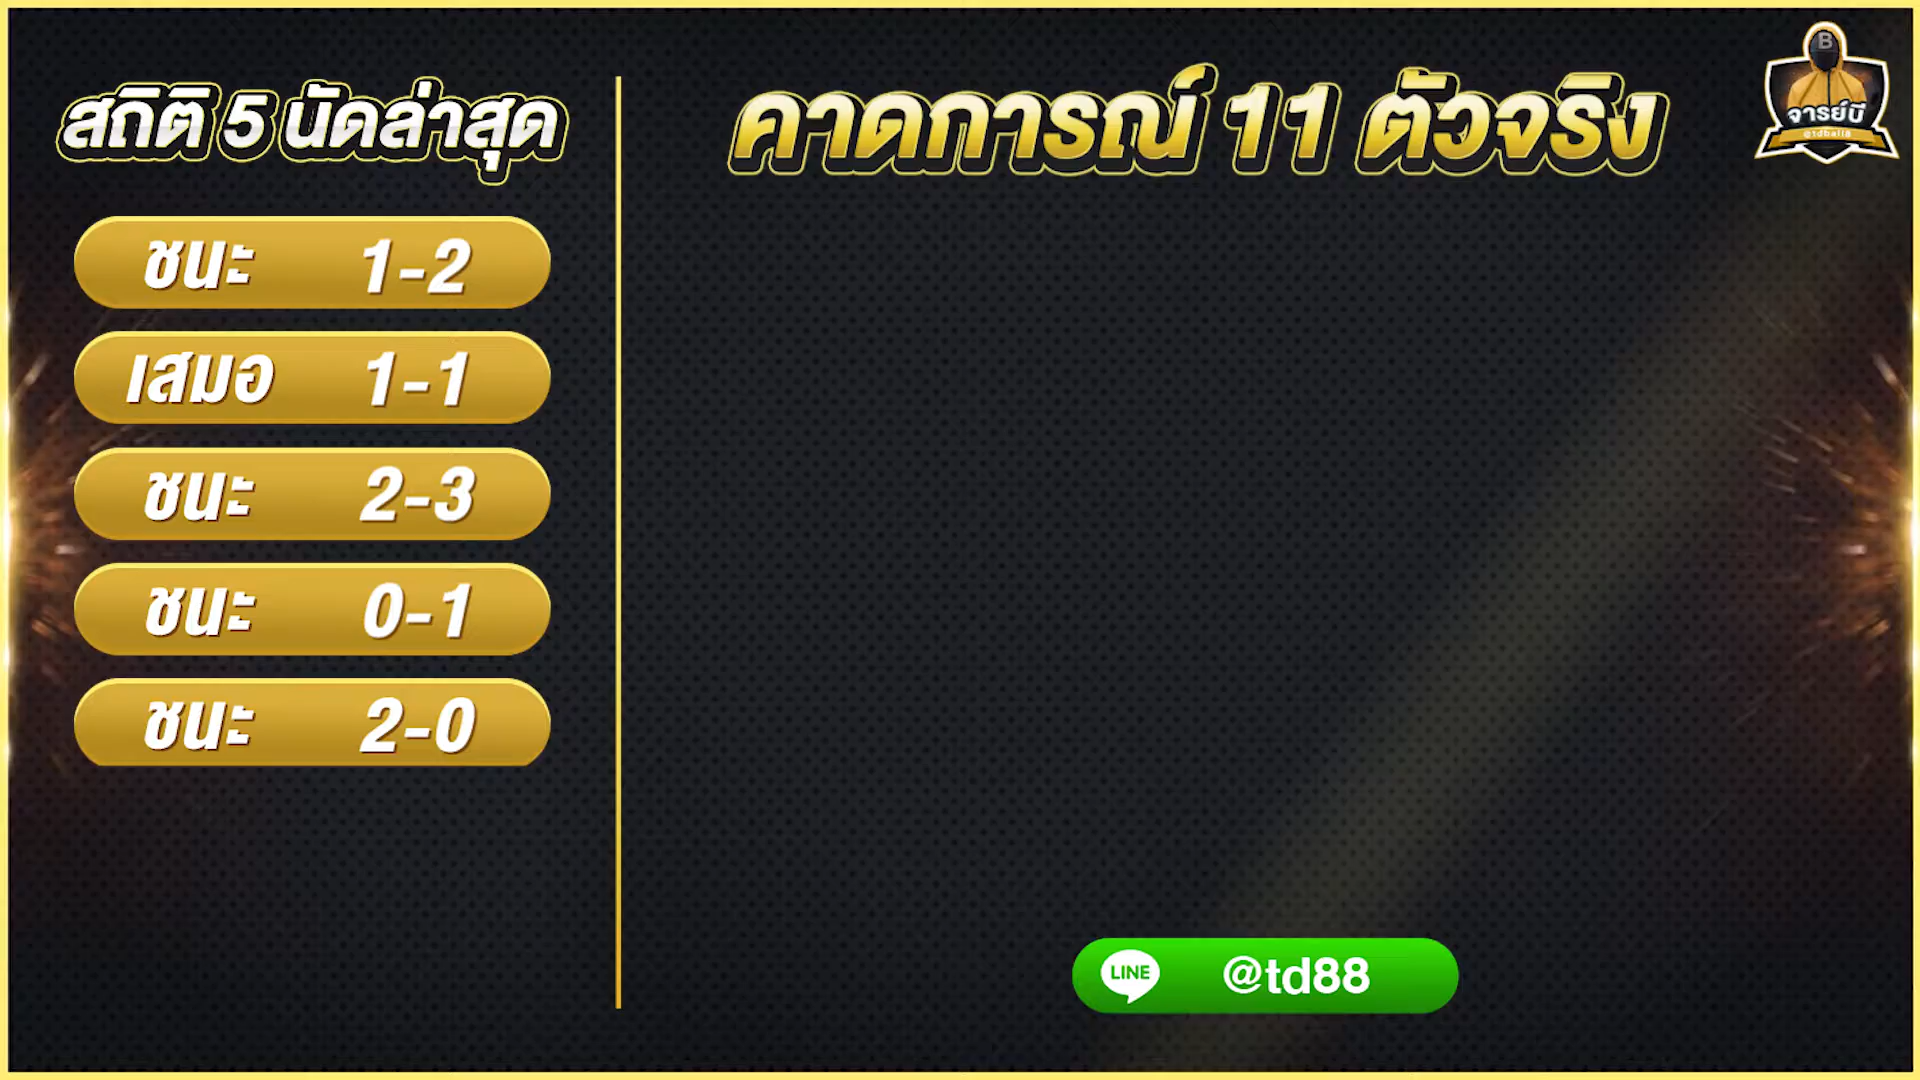 สถิติ 5 นัดล่าสุด
ชนะ 1-2
เสมอ 1-1
ชนะ 2-3
ชนะ 0-1
ชนะ 2-0
คาดการณ์ 11 ตัวจริง
B
จารย์บี
@tdball8
LINE @td88